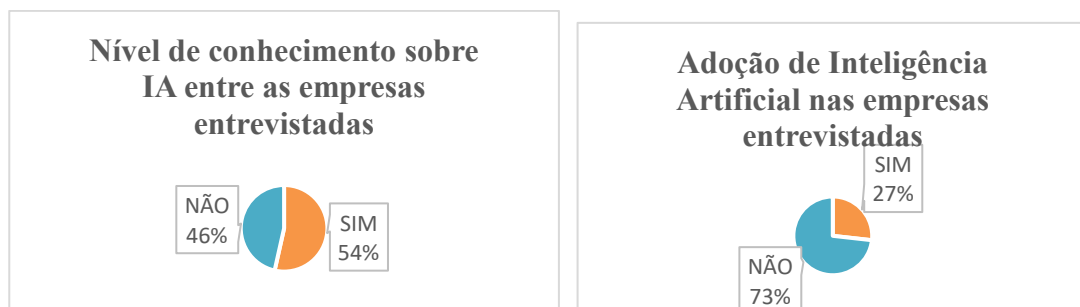 Nível de conhecimento sobre
IA entre as empresas
entrevistadas
NÃO
46%
SIM
54%
Adoção de Inteligência
Artificial nas empresas
entrevistadas
SIM
27%
NÃO
73%